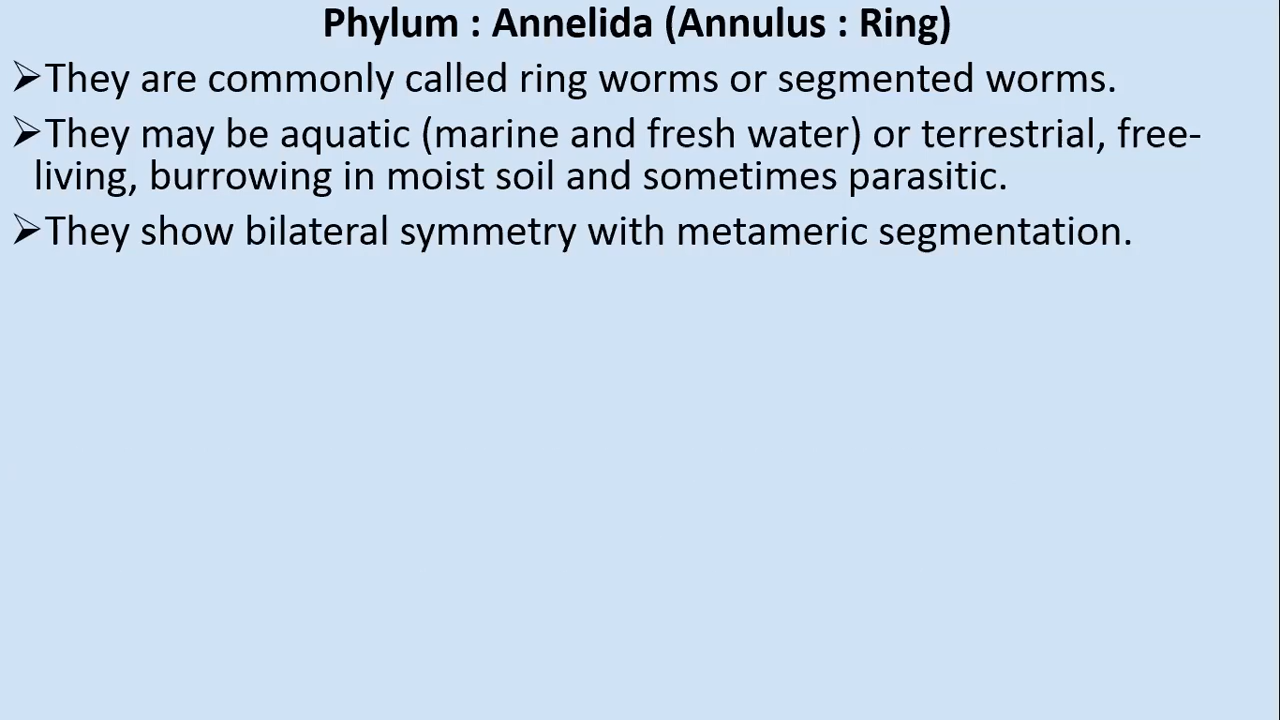 Phylum : Annelida (Annulus : Ring)
➢They are commonly called ring worms or segmented worms.
➢They may be aquatic (marine and fresh water) or terrestrial, free-
living, burrowing in moist soil and sometimes parasitic.
➢They show bilateral symmetry with metameric segmentation.